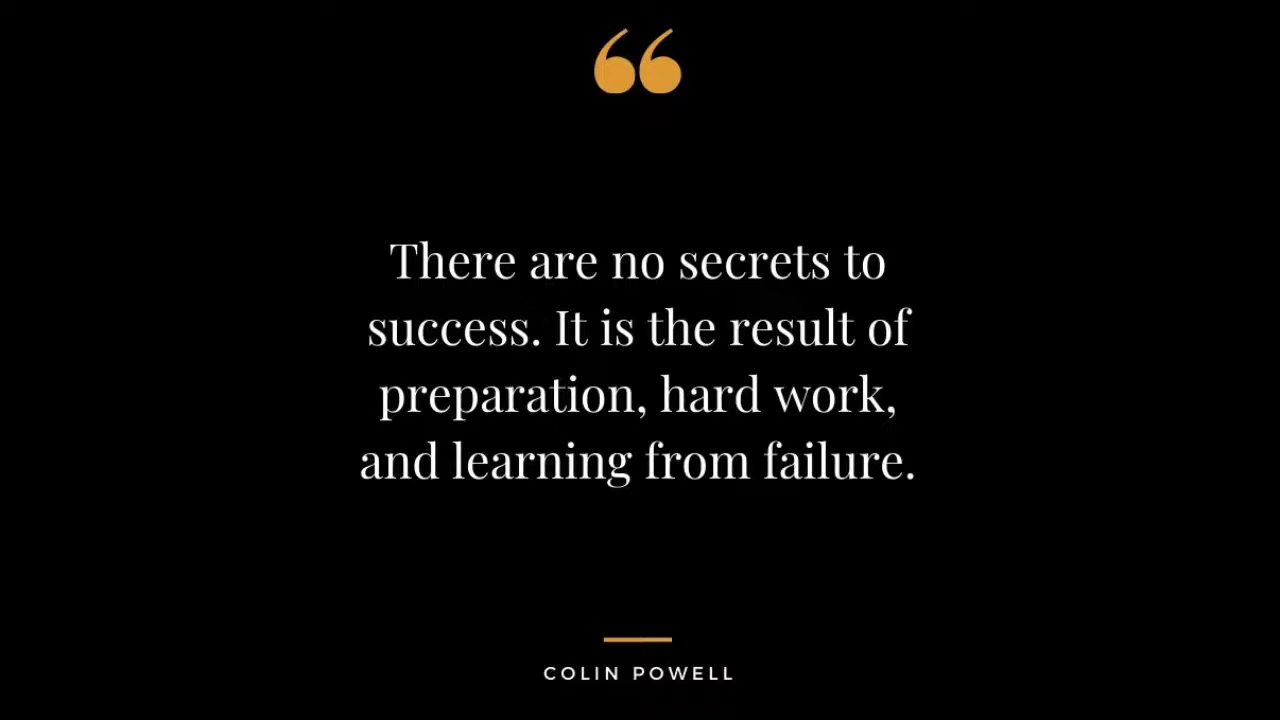 “
There are no secrets to
success. It is the result of
preparation, hard work,
and learning from failure.
COLIN POWELL